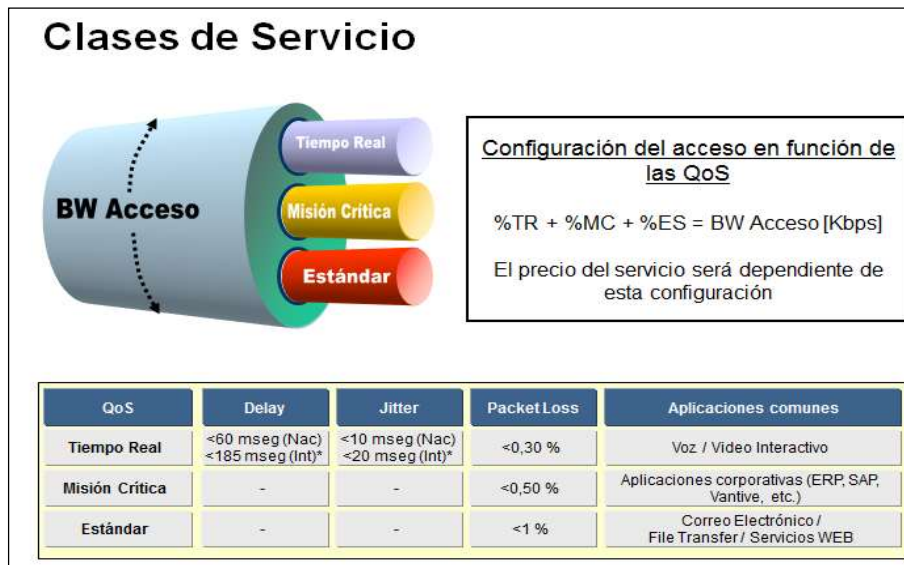 Clases de Servicio
BW Acceso
Tiempo Real
Misión Crítica
Estándar
Configuración del acceso en función de
las QoS
%TR + %MC + %ES = BW Acceso [Kbps]
El precio del servicio será dependiente de
esta configuración
QoS Delay Jitter Packet Loss Aplicaciones comunes
Tiempo Real <60 mseg (Nac) <185 mseg (Int)* <10 mseg (Nac) <20 mseg (Int)* <0,30 % Voz / Video Interactivo
Misión Crítica - - <0,50 % Aplicaciones corporativas (ERP, SAP, Vantive, etc.)
Estándar - - <1 % Correo Electrónico / File Transfer / Servicios WEB